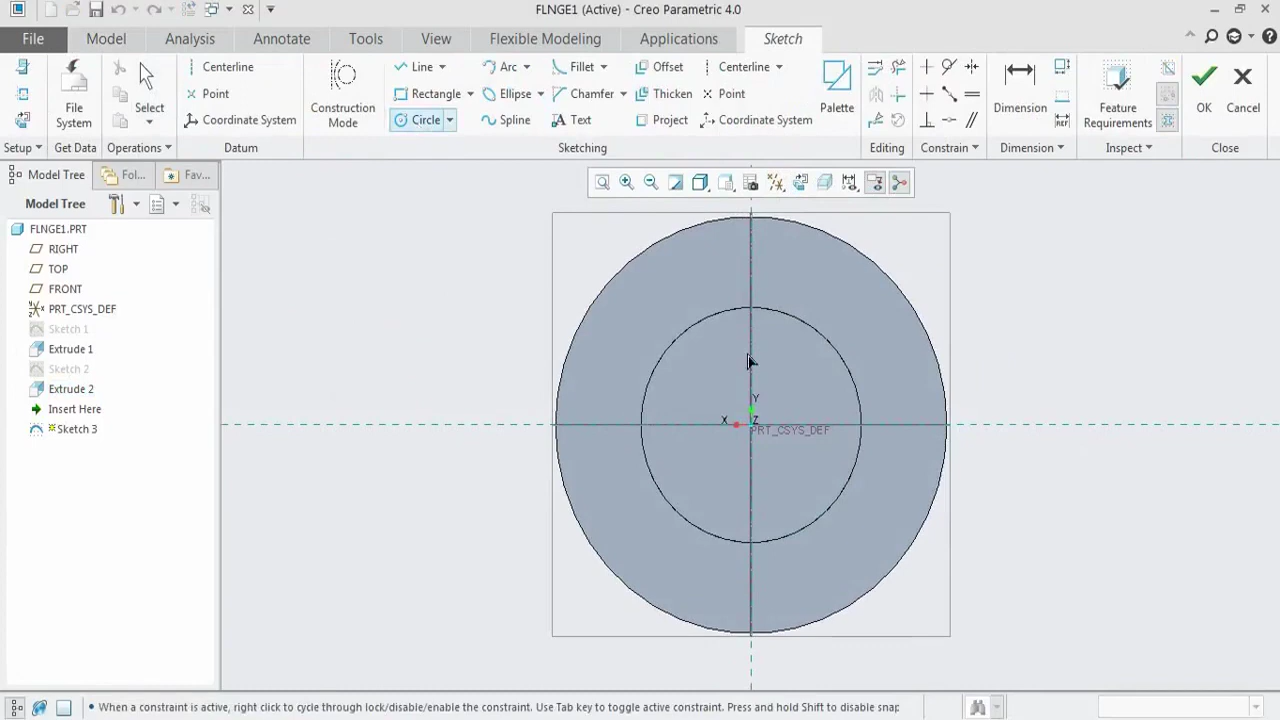 FLNGE1 (Active) - Creo Parametric 4.0
File Model Analysis Annotate Tools View Flexible Modeling Applications Sketch
Centerline Line Arc Fillet Offset Centerline
Point Rectangle Ellipse Chamfer Thicken Point
Coordinate System Circle Spline Text Project Coordinate System
File System
Select
Construction Mode
Palette
Dimension
Feature Requirements
OK
Cancel
Setup Get Data Operations Datum Sketching Editing Constrain Dimension Inspect Close
Model Tree Fol... Fav...
Model Tree
FLNGE1.PRT
RIGHT
TOP
FRONT
PRT_CSYS_DEF
Sketch 1
Extrude 1
Sketch 2
Extrude 2
Insert Here
Sketch 3
Y
X Z
PRT_CSYS_DEF
When a constraint is active, right click to cycle through lock/disable/enable the constraint. Use Tab key to toggle active constraint. Press and hold Shift to disable snap